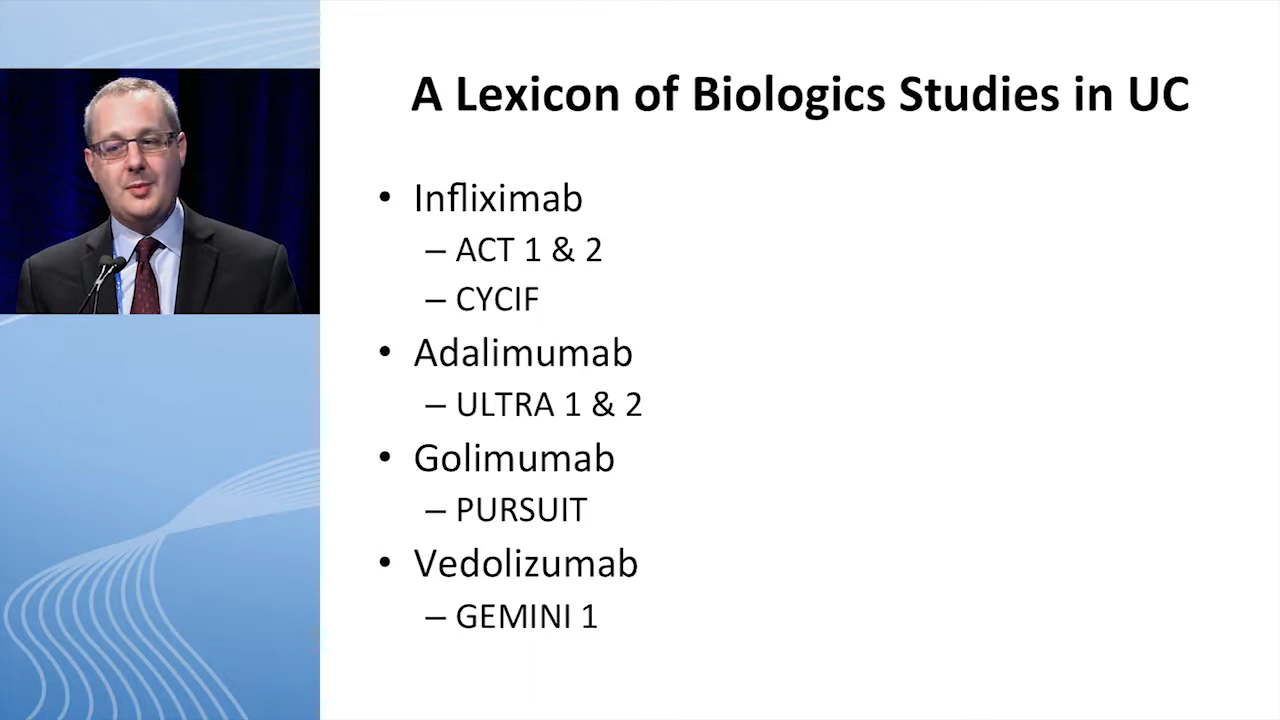 A Lexicon of Biologics Studies in UC
• Infliximab
– ACT 1 & 2
– CYCIF
• Adalimumab
– ULTRA 1 & 2
• Golimumab
– PURSUIT
• Vedolizumab
– GEMINI 1